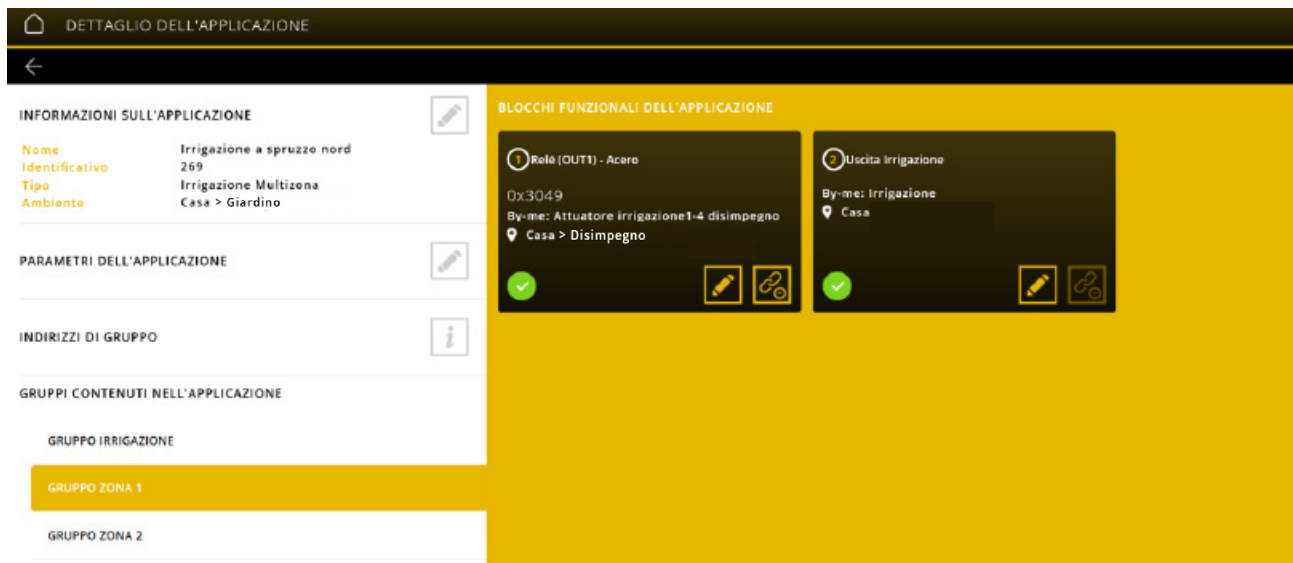 DETTAGLIO DELL'APPLICAZIONE
INFORMAZIONI SULL'APPLICAZIONE
Nome Irrigazione a spruzzo nord
Identificativo 269
Tipo Irrigazione Multizona
Ambiente Casa > Giardino
PARAMETRI DELL'APPLICAZIONE
INDIRIZZI DI GRUPPO
i
GRUPPI CONTENUTI NELL'APPLICAZIONE
GRUPPO IRRIGAZIONE
GRUPPO ZONA 1
GRUPPO ZONA 2
BLOCCHI FUNZIONALI DELL'APPLICAZIONE
1 Relé (OUT1) - Acero
0x3049
By-me: Attuatore irrigazione1-4 disimpegno
Casa > Disimpegno
2 Uscita Irrigazione
By-me: Irrigazione
Casa